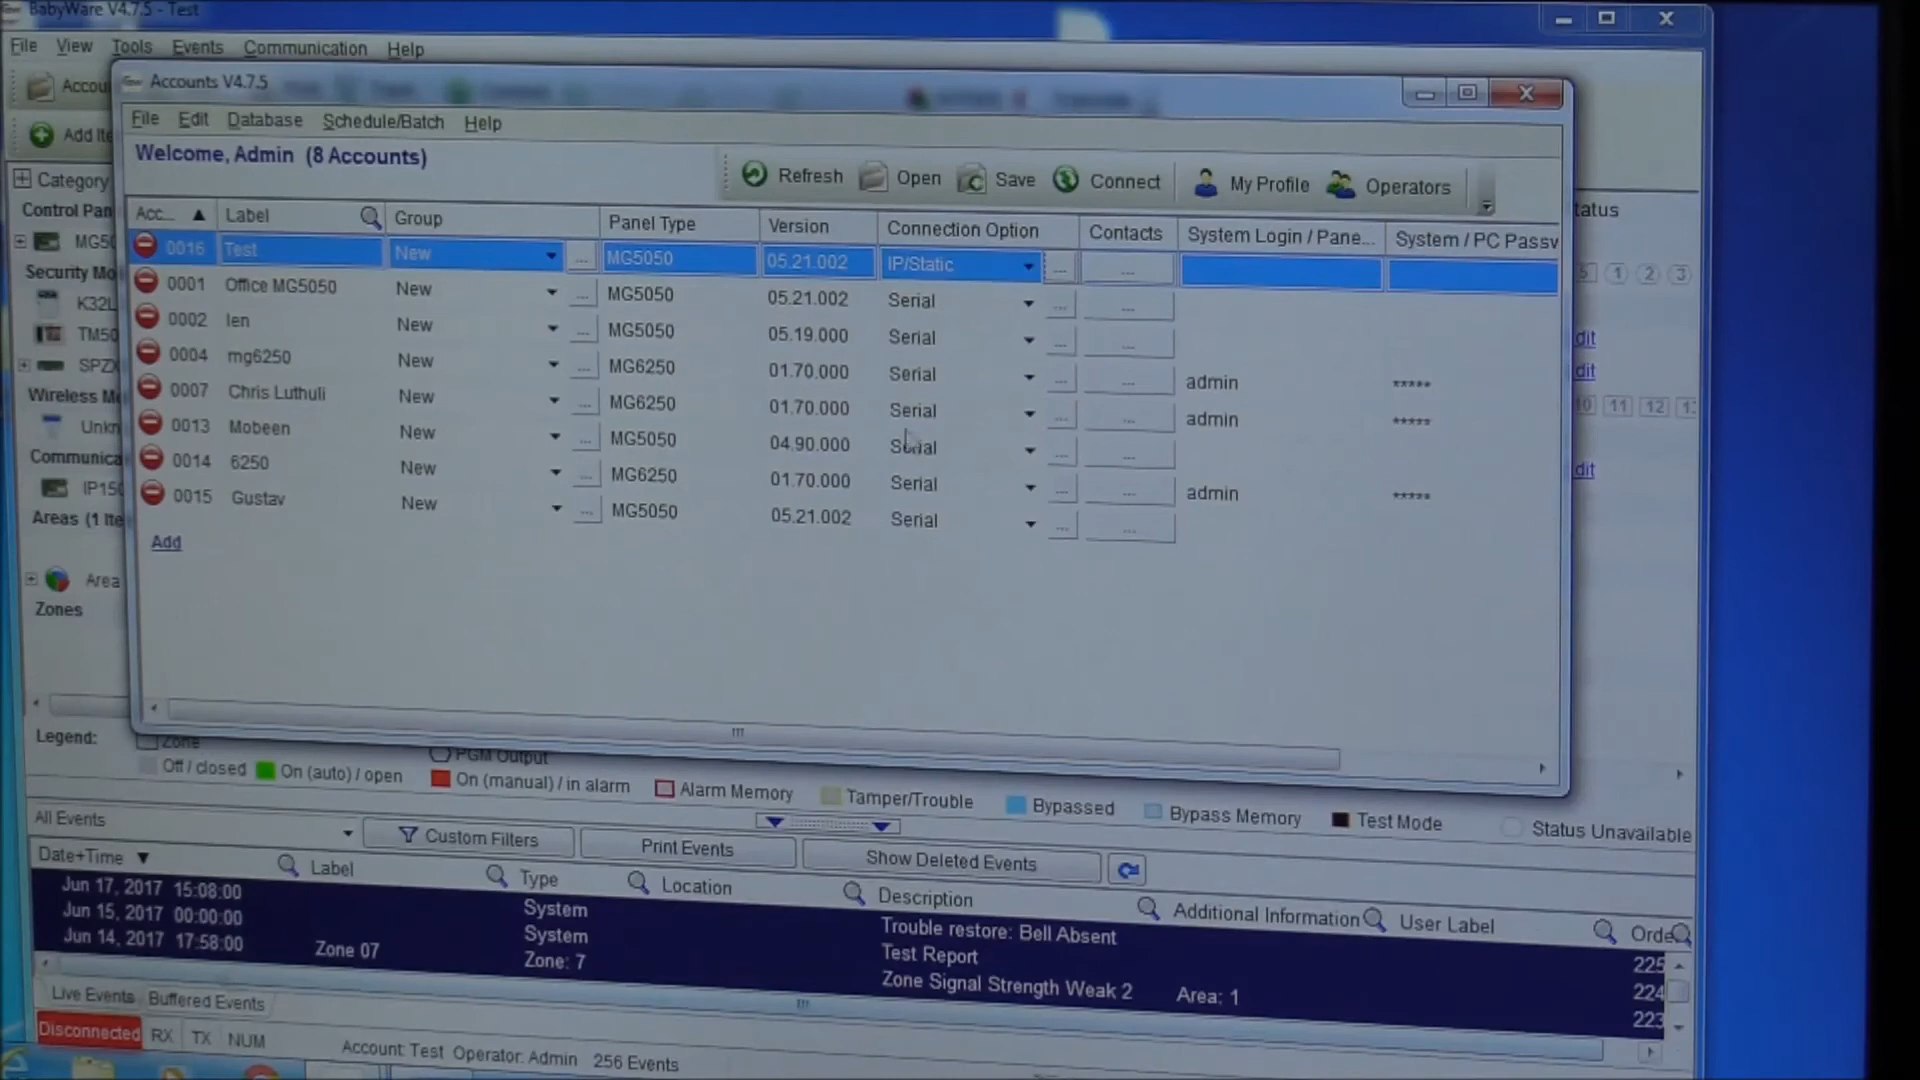 BabyWare V4.7.5 - Test
File View Tools Events Communication Help
Accounts V4.7.5
File Edit Database Schedule/Batch Help
Welcome, Admin (8 Accounts)
Refresh Open Save Connect My Profile Operators
Acc... Label Group Panel Type Version Connection Option Contacts System Login / Pane... System / PC Passw
0016 Test New ... MG5050 05.21.002 IP/Static ... ...
0001 Office MG5050 New ... MG5050 05.21.002 Serial ... ...
0002 len New ... MG5050 05.19.000 Serial ... ...
0004 mg6250 New ... MG6250 01.70.000 Serial ... ... admin *****
0007 Chris Luthuli New ... MG6250 01.70.000 Serial ... ... admin *****
0013 Mobeen New ... MG5050 04.90.000 Serial ... ...
0014 6250 New ... MG6250 01.70.000 Serial ... ... admin *****
0015 Gustav New ... MG5050 05.21.002 Serial ... ...
Add
Accou
Add Ite
Category
Control Pan
MG50
Security Mo
K32L
TM50
SPZX
Wireless Mo
Unkn
Communica
IP150
Areas (1 Ite
Area
Zones
tatus
1 2 3
dit
dit
10 11 12
dit
Legend:
Zone
PGM Output
Off / closed On (auto) / open On (manual) / in alarm Alarm Memory Tamper/Trouble Bypassed Bypass Memory Test Mode Status Unavailable
All Events Custom Filters Print Events Show Deleted Events
Date+Time Label Type Location Description Additional Information User Label Orde
Jun 17, 2017 15:08:00 System Trouble restore: Bell Absent 225
Jun 15, 2017 00:00:00 System Test Report 224
Jun 14, 2017 17:58:00 Zone 07 Zone: 7 Zone Signal Strength Weak 2 Area: 1 223
Live Events Buffered Events
Disconnected RX TX NUM Account: Test Operator: Admin 256 Events